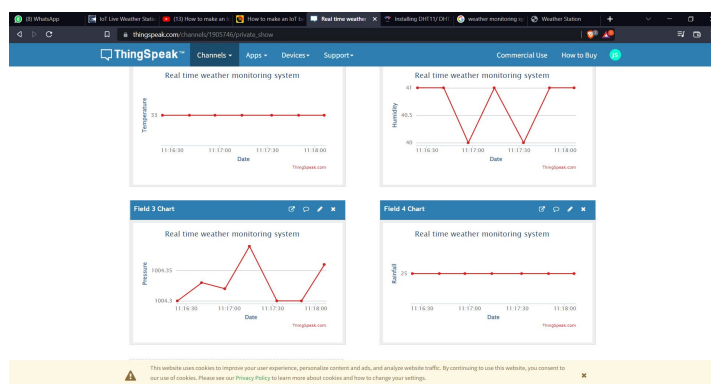 (8) WhatsApp
IoT Live Weather Static
(13) How to make an I
How to make an IoT b
Real time weather
Installing DHT11/ DHT
weather monitoring sy
Weather Station
thingspeak.com/channels/1905746/private_show
ThingSpeak™
Channels
Apps
Devices
Support
Commercial Use
How to Buy
Real time weather monitoring system
Temperature
33
11:16:30 11:17:00 11:17:30 11:18:00
Date
ThingSpeak.com
Real time weather monitoring system
Humidity
41
40.5
40
11:16:30 11:17:00 11:17:30 11:18:00
Date
ThingSpeak.com
Field 3 Chart
Real time weather monitoring system
Pressure
1004.35
1004.3
11:16:30 11:17:00 11:17:30 11:18:00
Date
ThingSpeak.com
Field 4 Chart
Real time weather monitoring system
Rainfall
25
11:16:30 11:17:00 11:17:30 11:18:00
Date
ThingSpeak.com
This website uses cookies to improve your user experience, personalize content and ads, and analyze website traffic. By continuing to use this website, you consent to
our use of cookies. Please see our Privacy Policy to learn more about cookies and how to change your settings.